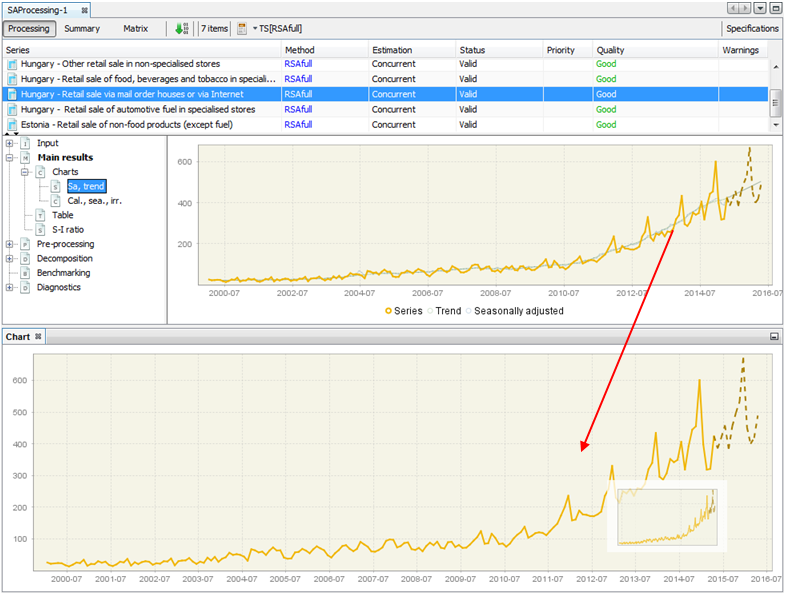 SAProcessing-1
Processing Summary Matrix 7 items TS[RSAfull] Specifications
Series Method Estimation Status Priority Quality Warnings
Hungary - Other retail sale in non-specialised stores RSAfull Concurrent Valid Good
Hungary - Retail sale of food, beverages and tobacco in speciali... RSAfull Concurrent Valid Good
Hungary - Retail sale via mail order houses or via Internet RSAfull Concurrent Valid Good
Hungary - Retail sale of automotive fuel in specialised stores RSAfull Concurrent Valid Good
Estonia - Retail sale of non-food products (except fuel) RSAfull Concurrent Valid Good
Input
Main results
Charts
Sa, trend
Cal., sea., irr.
Table
S-I ratio
Pre-processing
Decomposition
Benchmarking
Diagnostics
600
400
200
2000-07 2002-07 2004-07 2006-07 2008-07 2010-07 2012-07 2014-07 2016-07
Series Trend Seasonally adjusted
Chart
600
500
400
300
200
100
2000-07 2001-07 2002-07 2003-07 2004-07 2005-07 2006-07 2007-07 2008-07 2009-07 2010-07 2011-07 2012-07 2013-07 2014-07 2015-07 2016-07